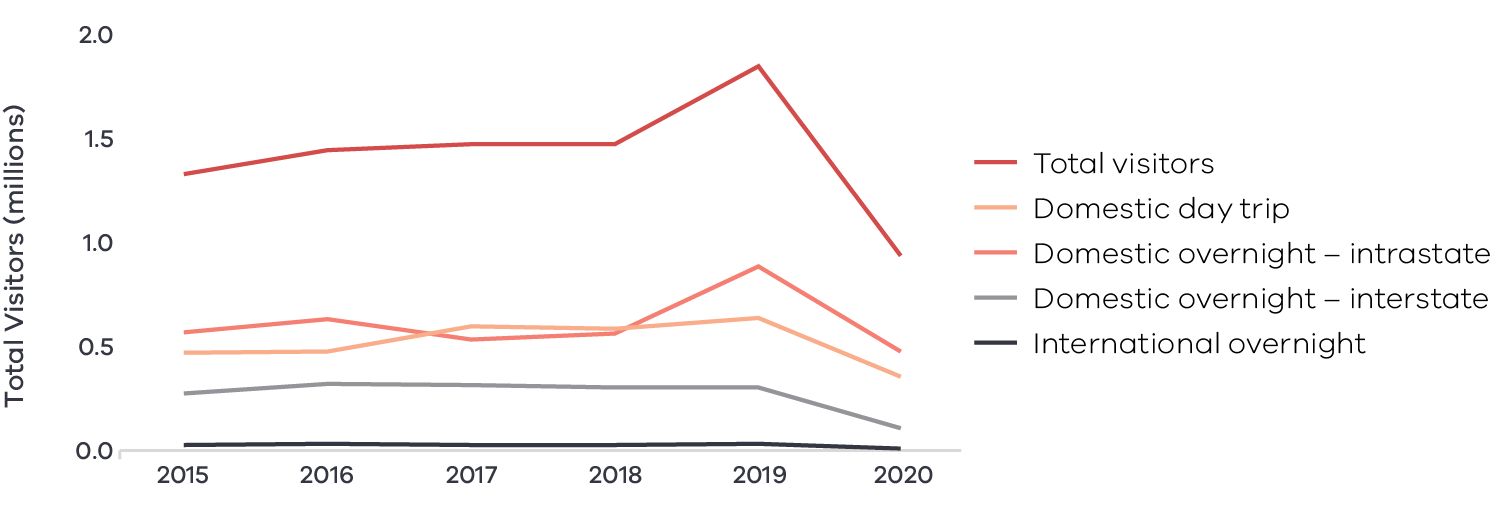 Total Visitors (millions)
2.0
1.5
1.0
0.5
0.0
2015 2016 2017 2018 2019 2020
Total visitors
Domestic day trip
Domestic overnight – intrastate
Domestic overnight – interstate
International overnight